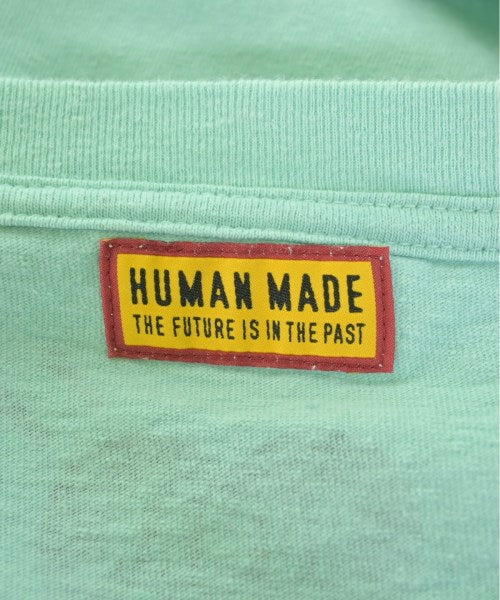 HUMAN MADE
THE FUTURE IS IN THE PAST